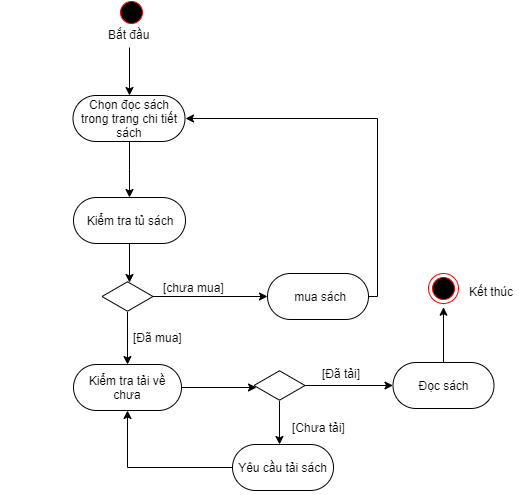 Bắt đầu
Chọn đọc sách
trong trang chi tiết
sách
Kiểm tra tủ sách
[chưa mua]
mua sách
Kết thúc
[Đã mua]
Kiểm tra tải về
chưa
[Đã tải]
Đọc sách
[Chưa tải]
Yêu cầu tải sách